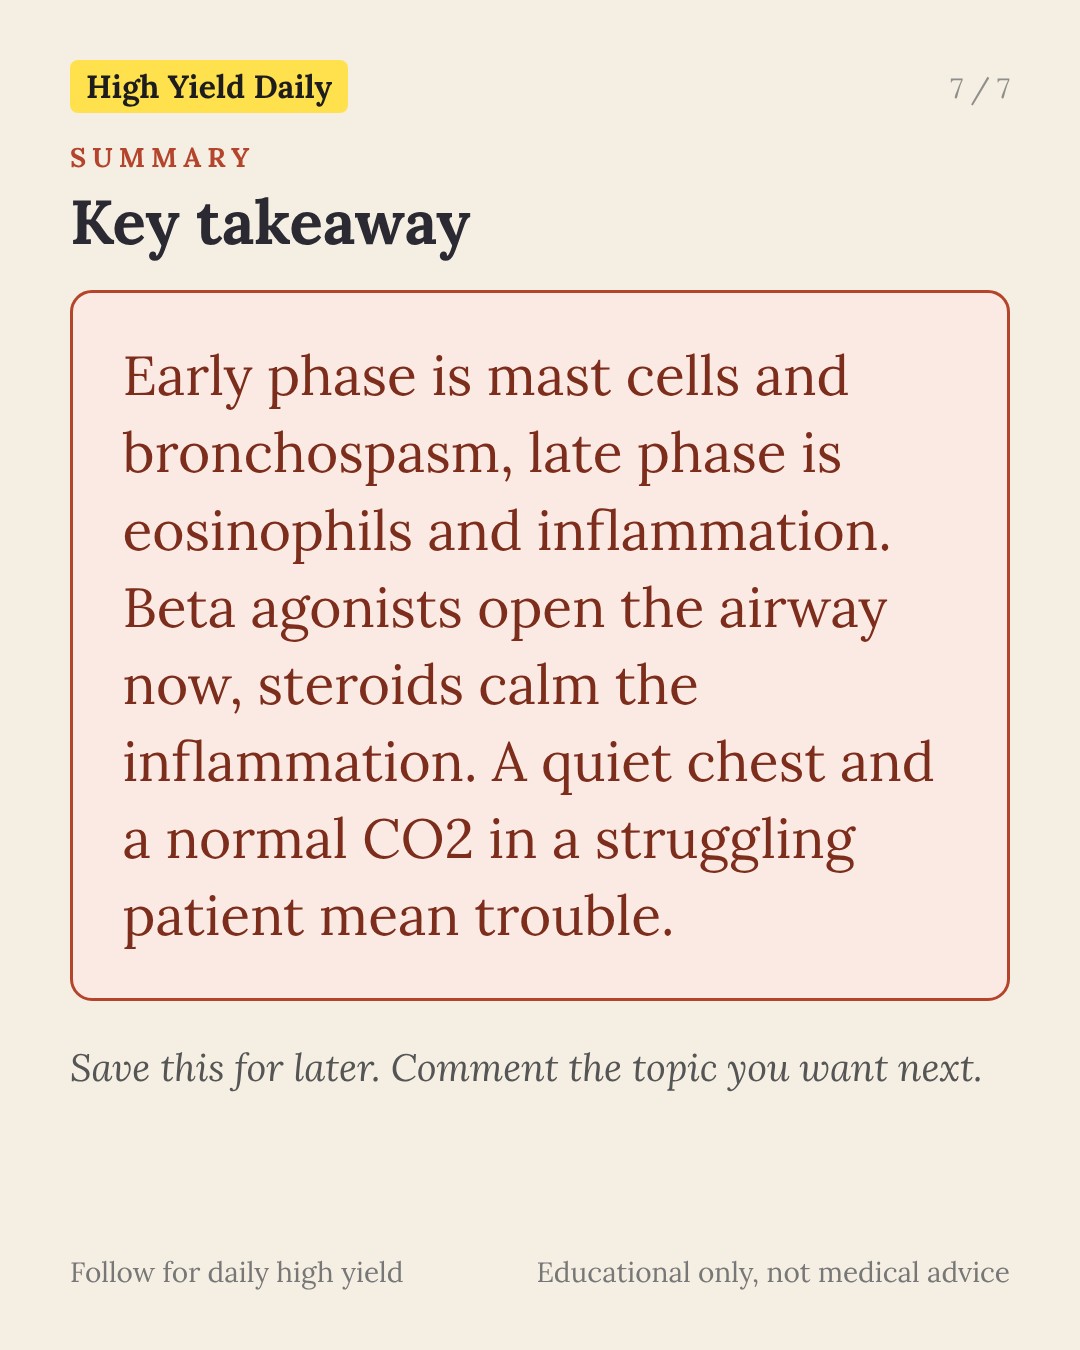 High Yield Daily
7 / 7
SUMMARY
Key takeaway
Early phase is mast cells and
bronchospasm, late phase is
eosinophils and inflammation.
Beta agonists open the airway
now, steroids calm the
inflammation. A quiet chest and
a normal CO2 in a struggling
patient mean trouble.
Save this for later. Comment the topic you want next.
Follow for daily high yield
Educational only, not medical advice